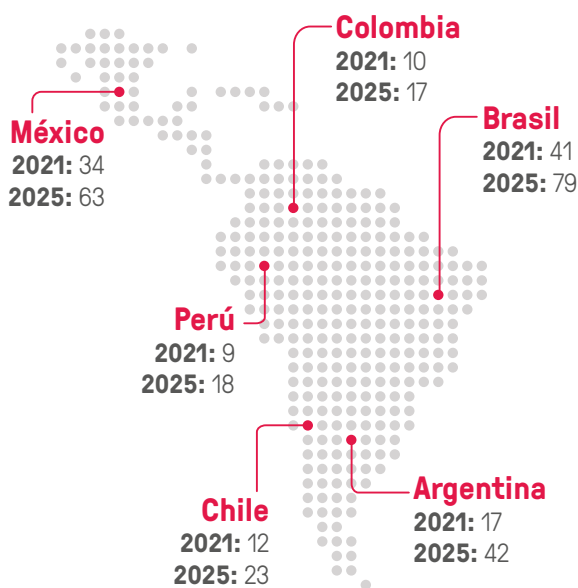 Colombia
2021: 10
2025: 17
México
2021: 34
2025: 63
Brasil
2021: 41
2025: 79
Perú
2021: 9
2025: 18
Chile
2021: 12
2025: 23
Argentina
2021: 17
2025: 42